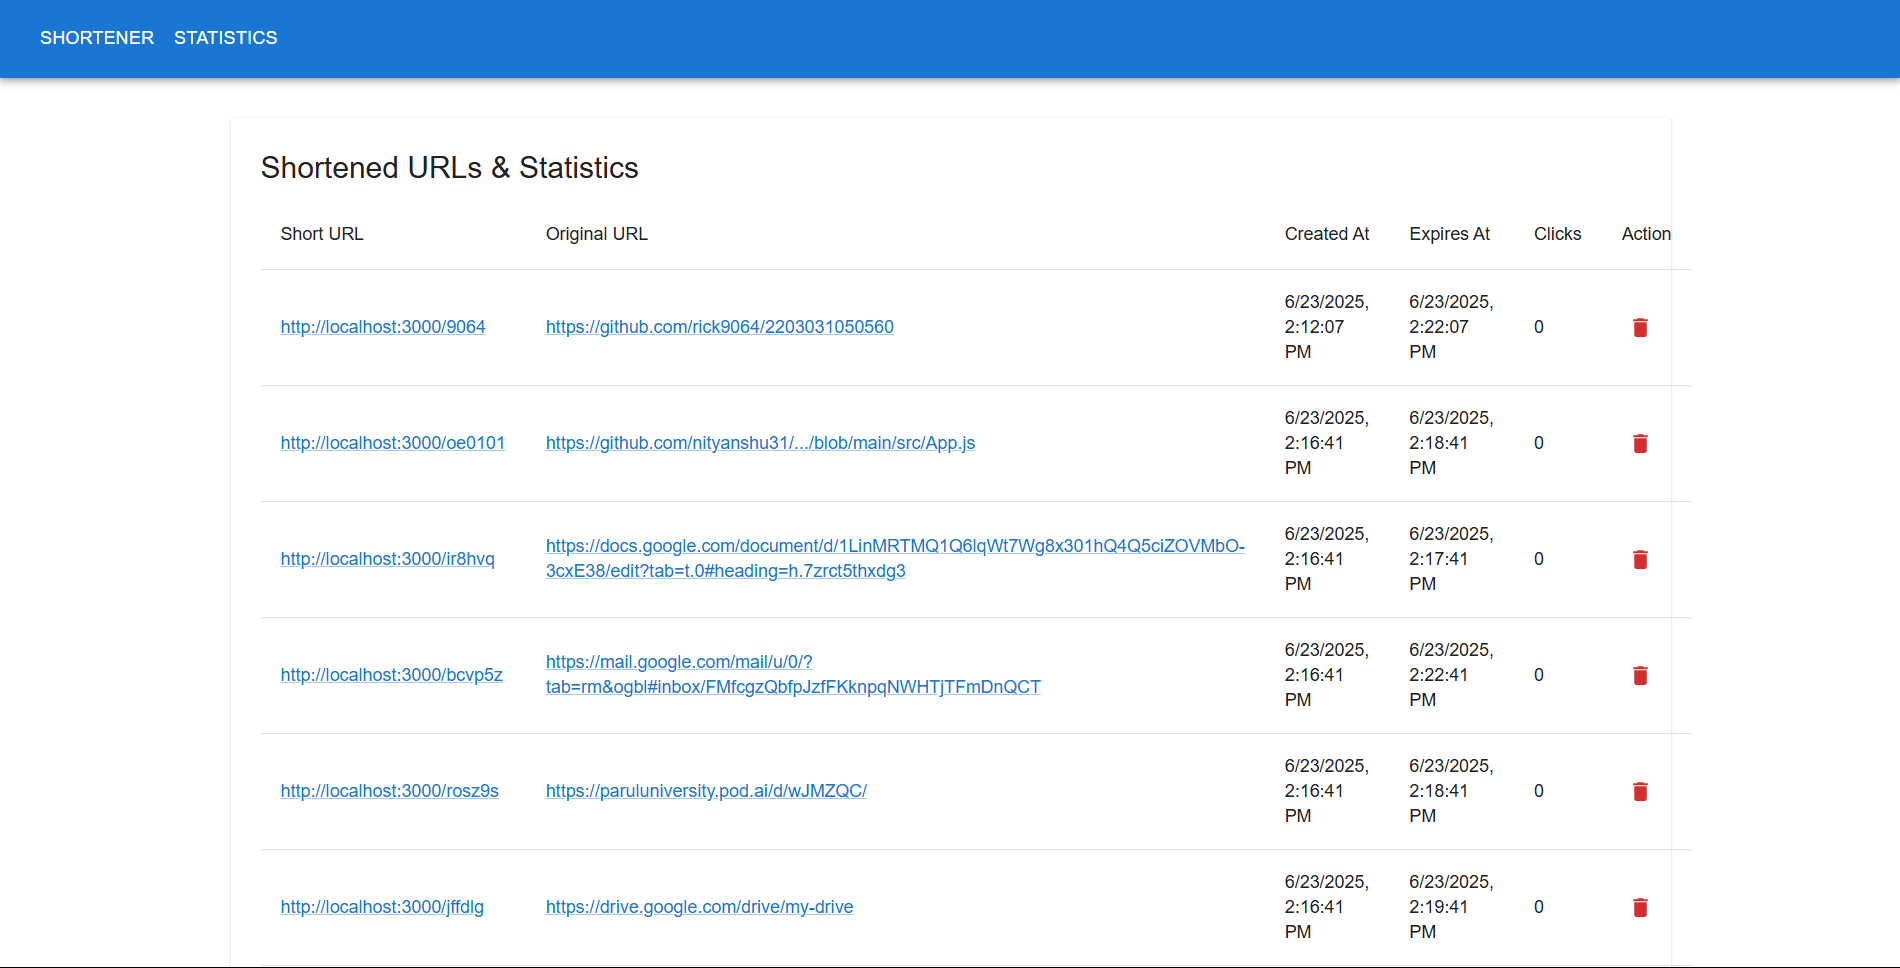 SHORTENER STATISTICS
Shortened URLs & Statistics
Short URL Original URL Created At Expires At Clicks Action
http://localhost:3000/9064 https://github.com/rick9064/2203031050560 6/23/2025, 2:12:07 PM 6/23/2025, 2:22:07 PM 0
http://localhost:3000/oe0101 https://github.com/nityanshu31/.../blob/main/src/App.js 6/23/2025, 2:16:41 PM 6/23/2025, 2:18:41 PM 0
http://localhost:3000/ir8hvq https://docs.google.com/document/d/1LinMRTMQ1Q6lqWt7Wg8x301hQ4Q5ciZOVMbO-3cxE38/edit?tab=t.0#heading=h.7zrct5thxdg3 6/23/2025, 2:16:41 PM 6/23/2025, 2:17:41 PM 0
http://localhost:3000/bcvp5z https://mail.google.com/mail/u/0/?tab=rm&ogbl#inbox/FMfcgzQbfpJzfFKknpqNWHTjTFmDnQCT 6/23/2025, 2:16:41 PM 6/23/2025, 2:22:41 PM 0
http://localhost:3000/rosz9s https://paruluniversity.pod.ai/d/wJMZQC/ 6/23/2025, 2:16:41 PM 6/23/2025, 2:18:41 PM 0
http://localhost:3000/jffdlg https://drive.google.com/drive/my-drive 6/23/2025, 2:16:41 PM 6/23/2025, 2:19:41 PM 0